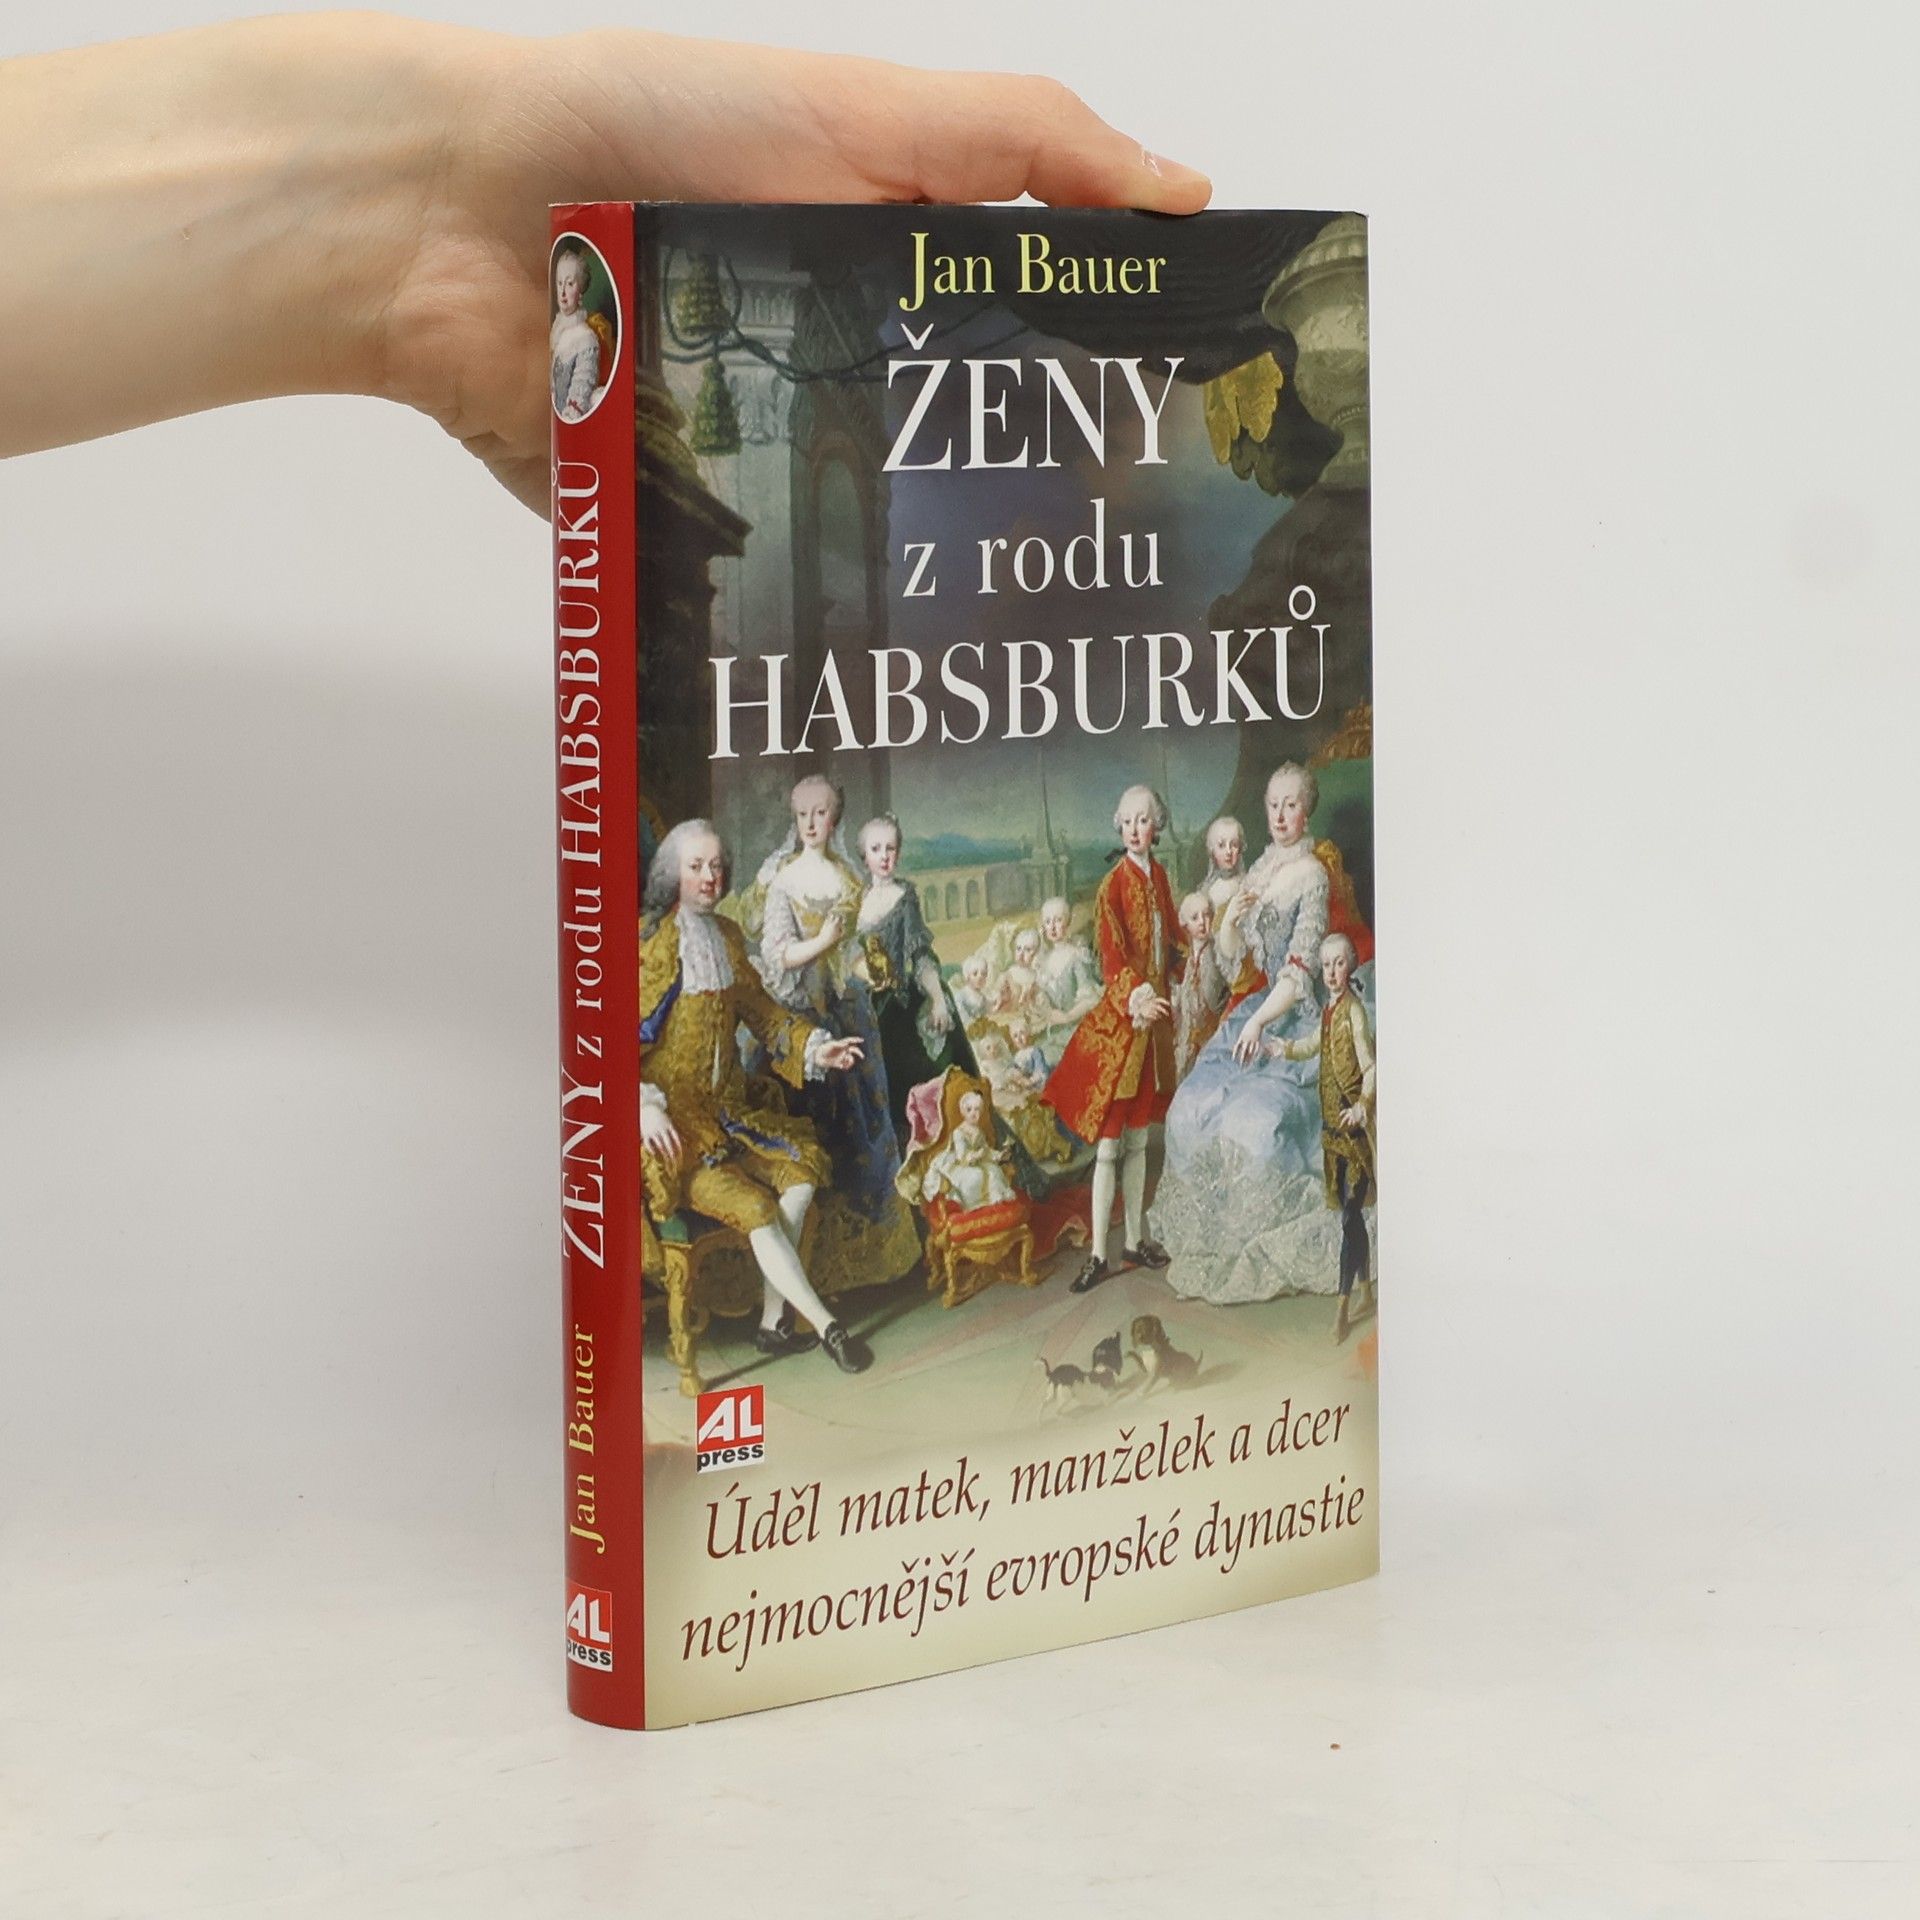 Jan Bauer
ŽENY
z rodu
HABSBURKŮ
AL
press
Úděl matek, manželek a dcer
nejmocnější evropské dynastie
Jan Bauer ŽENY z rodu HABSBURKŮ
AL
press